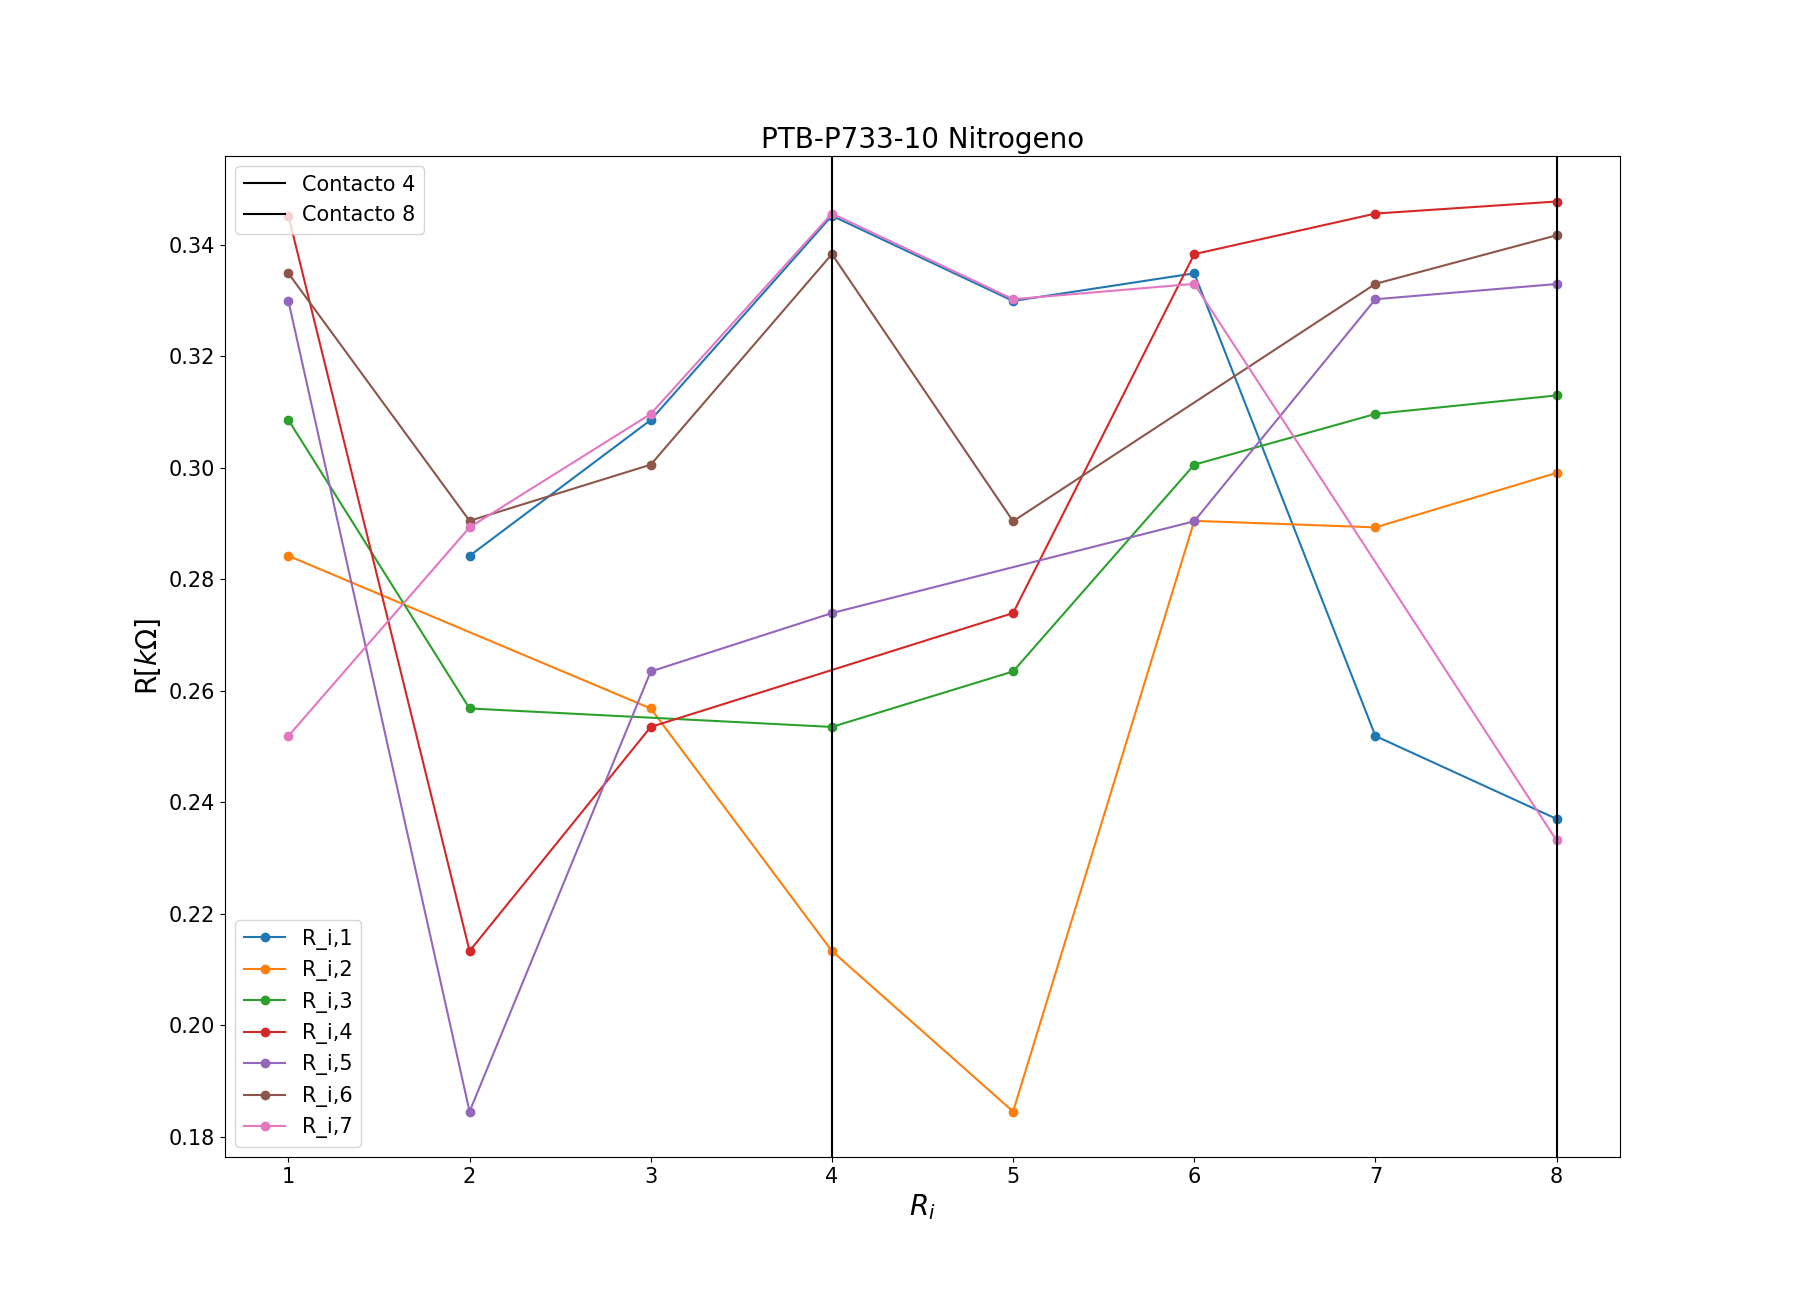 PTB-P733-10 Nitrogeno
Contacto 4
Contacto 8
0.34
0.32
0.30
0.28
0.26
0.24
0.22
0.20
0.18
R[kΩ]
R_i,1
R_i,2
R_i,3
R_i,4
R_i,5
R_i,6
R_i,7
1 2 3 4 5 6 7 8
R_i